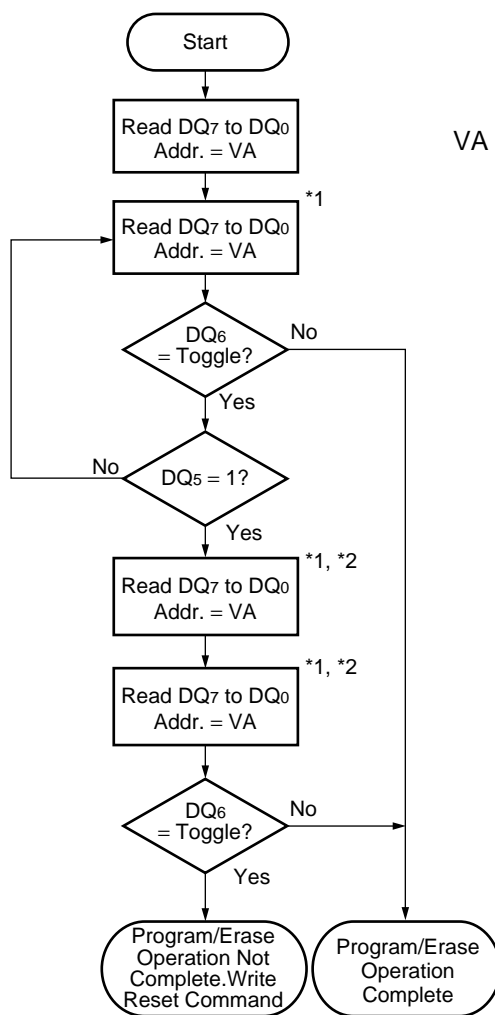 Start
Read DQ7 to DQ0
Addr. = VA
VA
*1
Read DQ7 to DQ0
Addr. = VA
DQ6
= Toggle?
No
Yes
No
DQ5 = 1?
Yes
*1, *2
Read DQ7 to DQ0
Addr. = VA
*1, *2
Read DQ7 to DQ0
Addr. = VA
DQ6
= Toggle?
No
Yes
Program/Erase
Operation Not
Complete.Write
Reset Command
Program/Erase
Operation
Complete